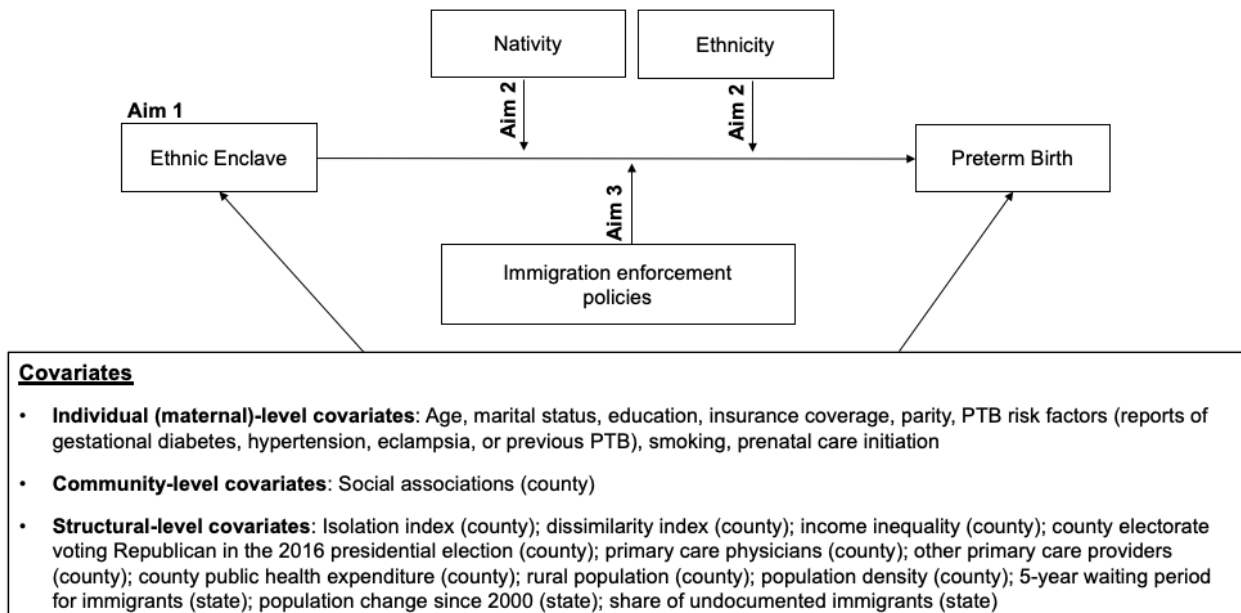 Nativity
Ethnicity
Aim 2
Aim 2
Aim 1
Ethnic Enclave
Preterm Birth
Aim 3
Immigration enforcement
policies
Covariates
• Individual (maternal)-level covariates: Age, marital status, education, insurance coverage, parity, PTB risk factors (reports of
gestational diabetes, hypertension, eclampsia, or previous PTB), smoking, prenatal care initiation
• Community-level covariates: Social associations (county)
• Structural-level covariates: Isolation index (county); dissimilarity index (county); income inequality (county); county electorate
voting Republican in the 2016 presidential election (county); primary care physicians (county); other primary care providers
(county); county public health expenditure (county); rural population (county); population density (county); 5-year waiting period
for immigrants (state); population change since 2000 (state); share of undocumented immigrants (state)